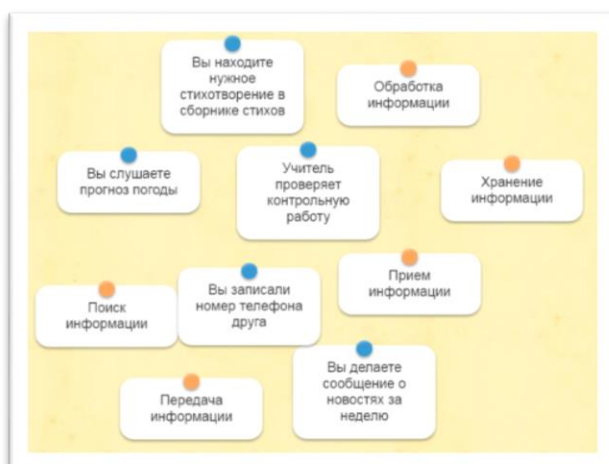 Вы находите
нужное
стихотворение в
сборнике стихов
Обработка
информации
Вы слушаете
прогноз погоды
Учитель
проверяет
контрольную
работу
Хранение
информации
Прием
информации
Вы записали
номер телефона
друга
Поиск
информации
Вы делаете
сообщение о
новостях за
неделю
Передача
информации